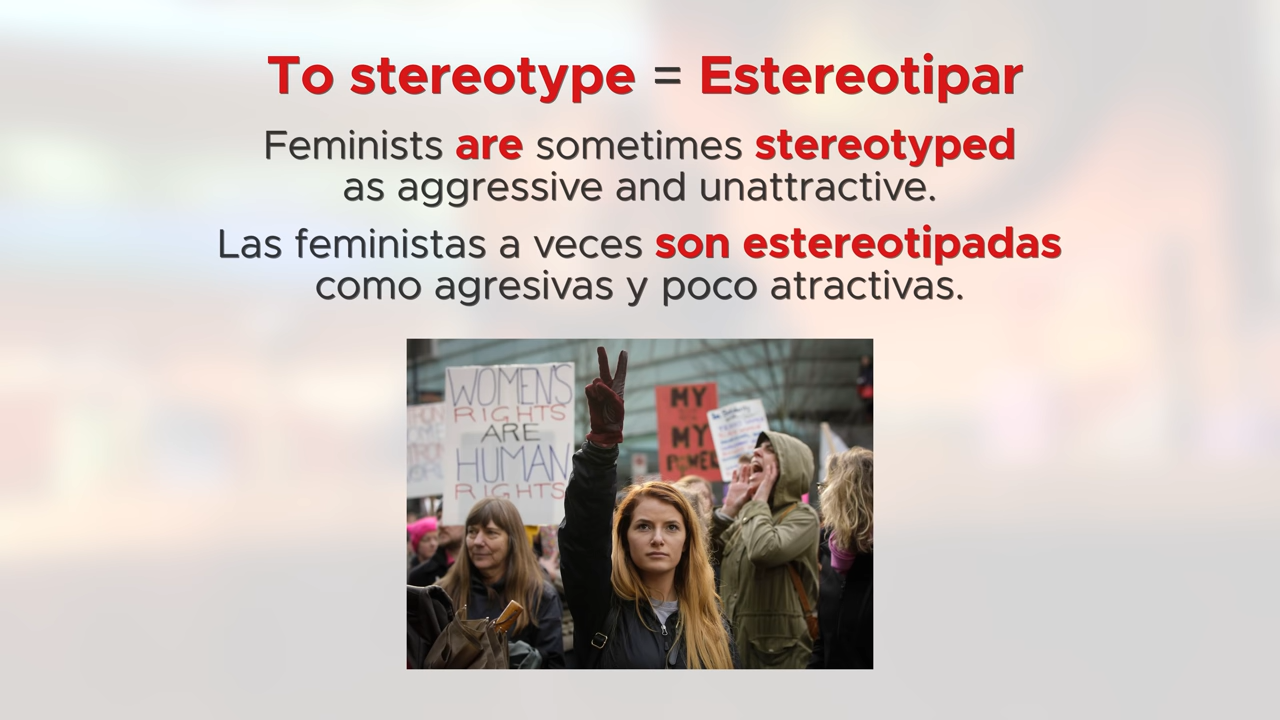 To stereotype = Estereotipar
Feminists are sometimes stereotyped
as aggressive and unattractive.
Las feministas a veces son estereotipadas
como agresivas y poco atractivas.
WOMEN'S
RIGHTS
ARE
HUMAN
RIGHTS
MY
MY
POWER